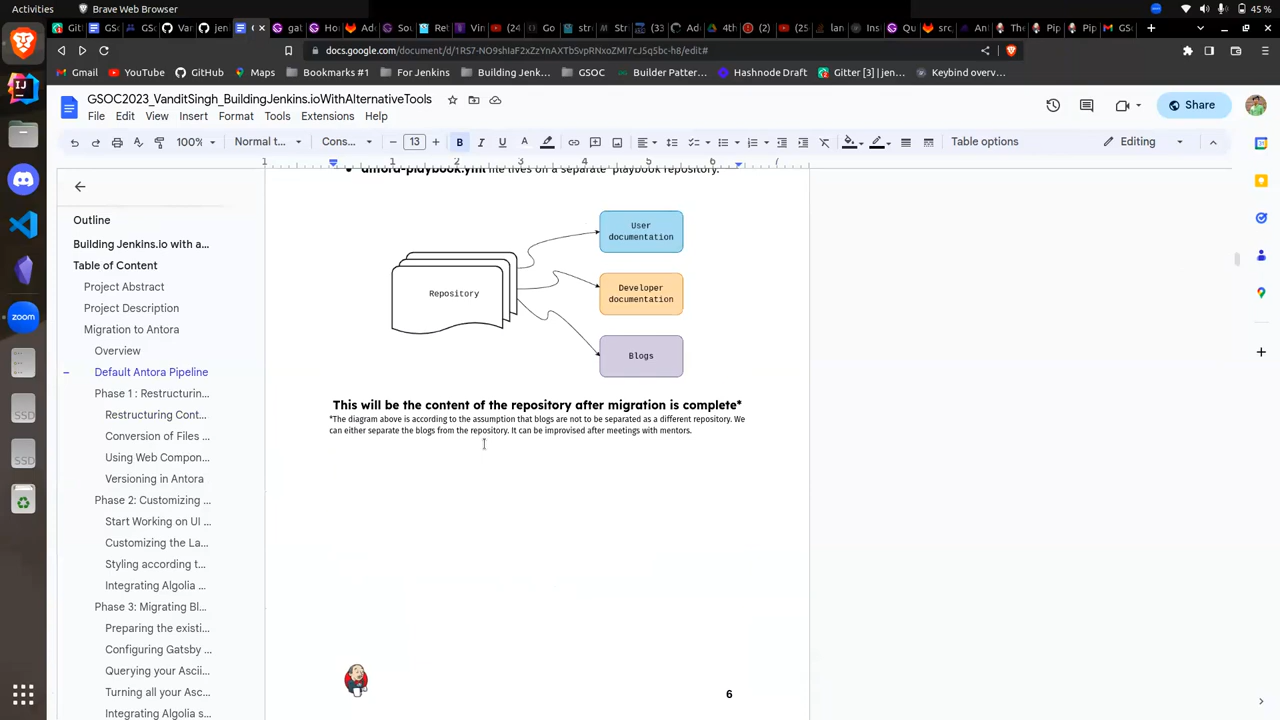 Activities
Brave Web Browser
45 %
docs.google.com/document/d/1RS7-NO9shIaF2xZzYnAXTbSvpRNxoZMI7cJ5q5bc-h8/edit#
Gmail
YouTube
GitHub
Maps
Bookmarks #1
For Jenkins
Building Jenk...
GSOC
Builder Patter...
Hashnode Draft
Gitter [3] | jen...
Keybind overv...
GSOC2023_VanditSingh_BuildingJenkins.ioWithAlternativeTools
File
Edit
View
Insert
Format
Tools
Extensions
Help
Share
100%
Normal t...
Cons...
13
Table options
Editing
Outline
Building Jenkins.io with a...
Table of Content
Project Abstract
Project Description
Migration to Antora
Overview
Default Antora Pipeline
Phase 1 : Restructurin...
Restructuring Cont...
Conversion of Files ...
Using Web Compon...
Versioning in Antora
Phase 2: Customizing ...
Start Working on UI ...
Customizing the La...
Styling according t...
Integrating Algolia ...
Phase 3: Migrating Bl...
Preparing the existi...
Configuring Gatsby ...
Querying your Ascii...
Turning all your Asc...
Integrating Algolia s...
antora-playbook.yml file lives on a separate playbook repository.
Repository
User
documentation
Developer
documentation
Blogs
This will be the content of the repository after migration is complete*
*The diagram above is according to the assumption that blogs are not to be separated as a different repository. We
can either separate the blogs from the repository. It can be improvised after meetings with mentors.
6